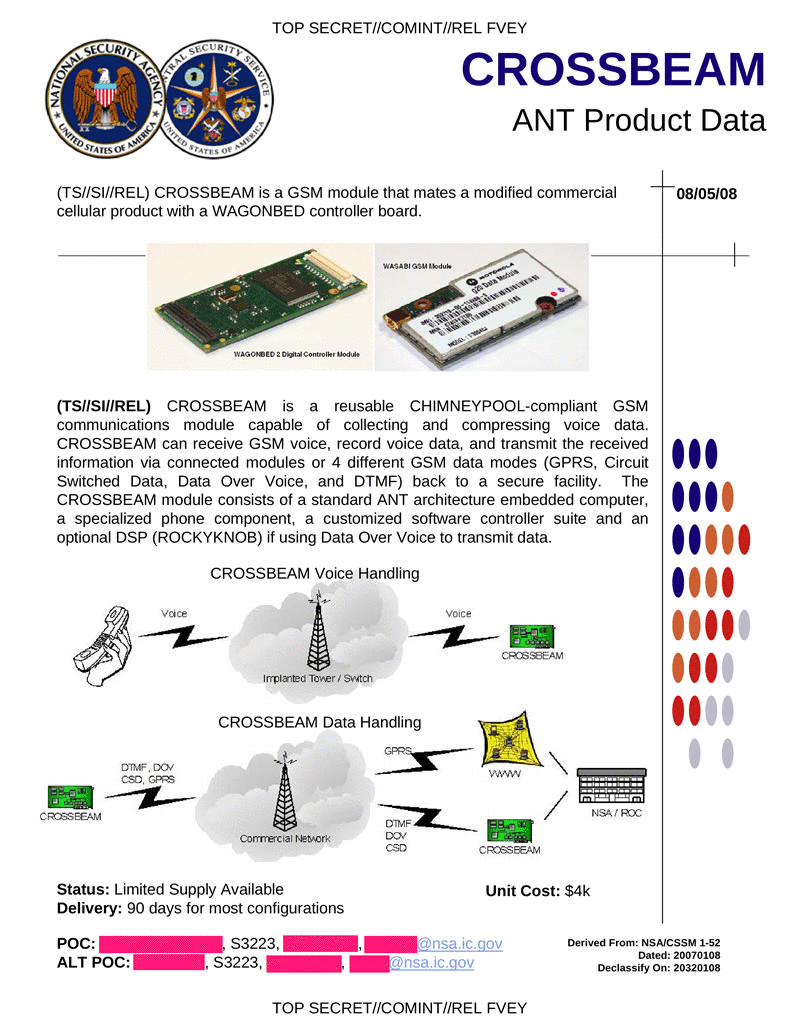 TOP SECRET//COMINT//REL FVEY
NATIONAL SECURITY AGENCY
UNITED STATES OF AMERICA
CENTRAL SECURITY SERVICE
UNITED STATES OF AMERICA
CROSSBEAM
ANT Product Data
(TS//SI//REL) CROSSBEAM is a GSM module that mates a modified commercial
cellular product with a WAGONBED controller board.
08/05/08
WAGONBED 2 Digital Controller Module
WASABI GSM Module
MOTOROLA
g20 Data Module
(TS//SI//REL) CROSSBEAM is a reusable CHIMNEYPOOL-compliant GSM
communications module capable of collecting and compressing voice data.
CROSSBEAM can receive GSM voice, record voice data, and transmit the received
information via connected modules or 4 different GSM data modes (GPRS, Circuit
Switched Data, Data Over Voice, and DTMF) back to a secure facility. The
CROSSBEAM module consists of a standard ANT architecture embedded computer,
a specialized phone component, a customized software controller suite and an
optional DSP (ROCKYKNOB) if using Data Over Voice to transmit data.
CROSSBEAM Voice Handling
Voice
Voice
CROSSBEAM
Implanted Tower / Switch
CROSSBEAM Data Handling
GPRS
DTMF, DOV
CSD, GPRS
WWW
CROSSBEAM
NSA / ROC
Commercial Network
DTMF
DOV
CSD
CROSSBEAM
Status: Limited Supply Available
Unit Cost: $4k
Delivery: 90 days for most configurations
POC: , S3223, , @nsa.ic.gov
ALT POC: , S3223, , @nsa.ic.gov
Derived From: NSA/CSSM 1-52
Dated: 20070108
Declassify On: 20320108
TOP SECRET//COMINT//REL FVEY